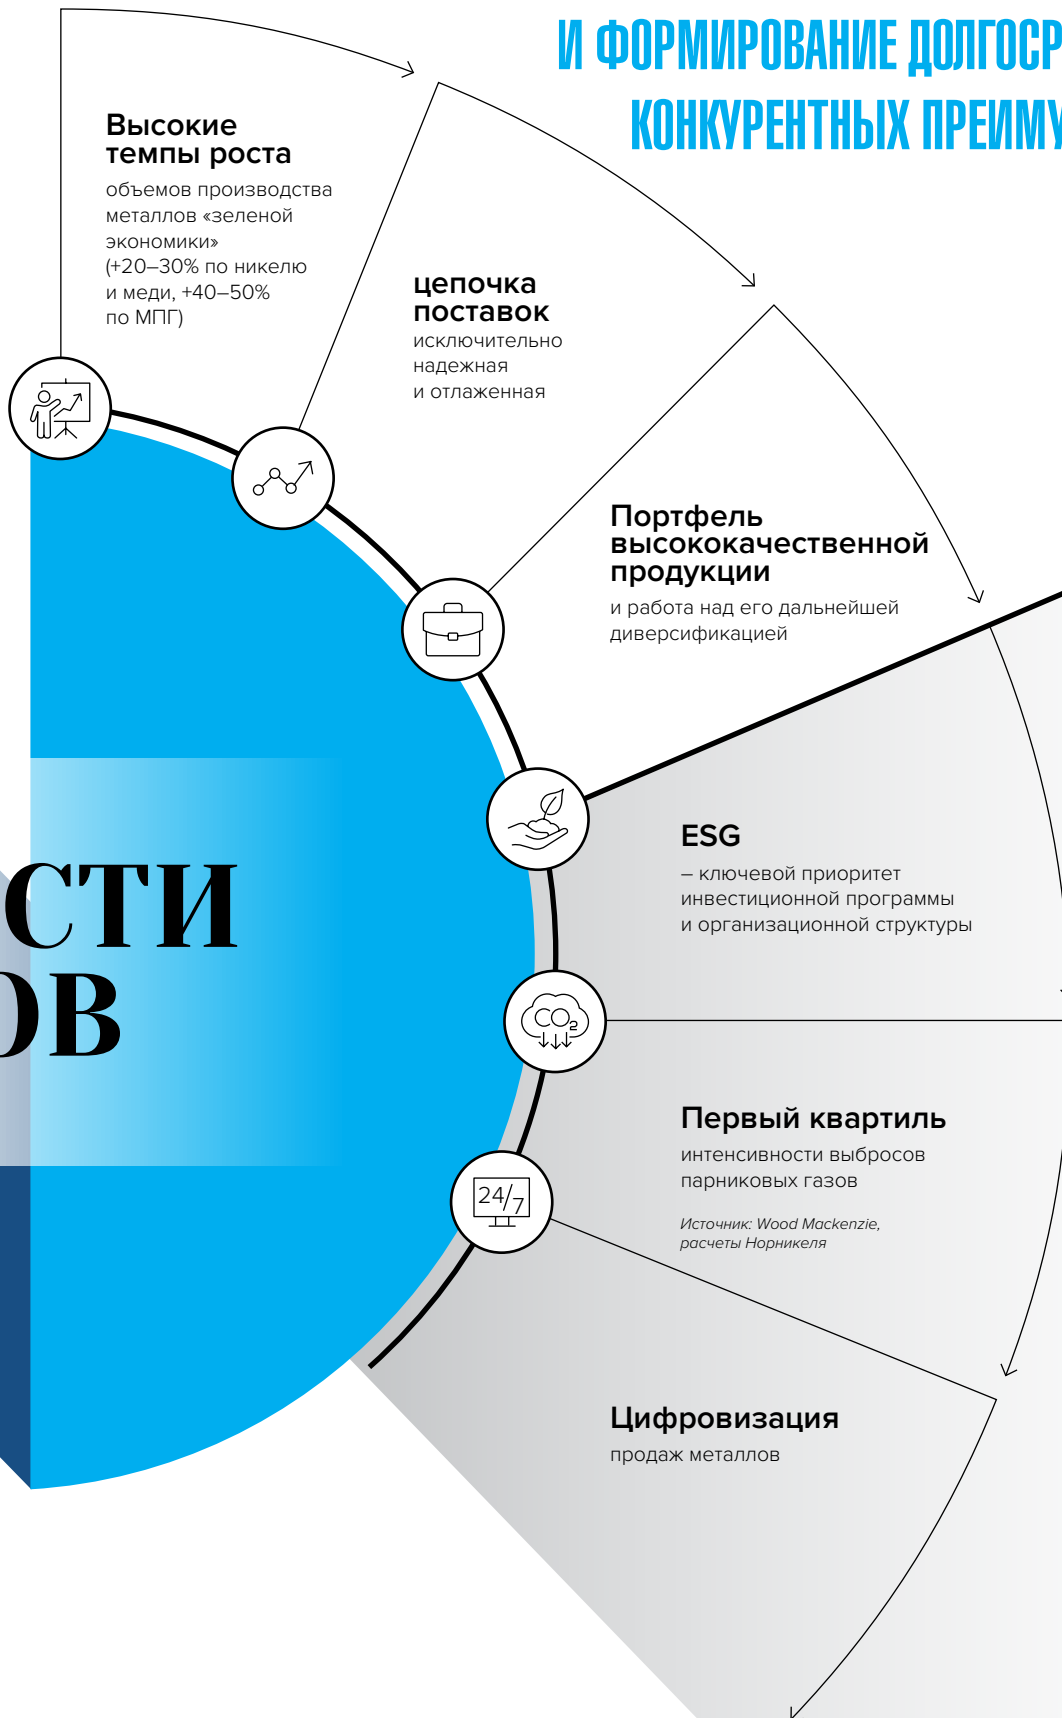 И ФОРМИРОВАНИЕ ДОЛГОСР
КОНКУРЕНТНЫХ ПРЕИМУ
Высокие
темпы роста
объемов производства
металлов «зеленой
экономики»
(+20–30% по никелю
и меди, +40–50%
по МПГ)
цепочка
поставок
исключительно
надежная
и отлаженная
Портфель
высококачественной
продукции
и работа над его дальнейшей
диверсификацией
ESG
– ключевой приоритет
инвестиционной программы
и организационной структуры
СТИ
ОВ
CO₂
Первый квартиль
интенсивности выбросов
парниковых газов
Источник: Wood Mackenzie,
расчеты Норникеля
24/7
Цифровизация
продаж металлов